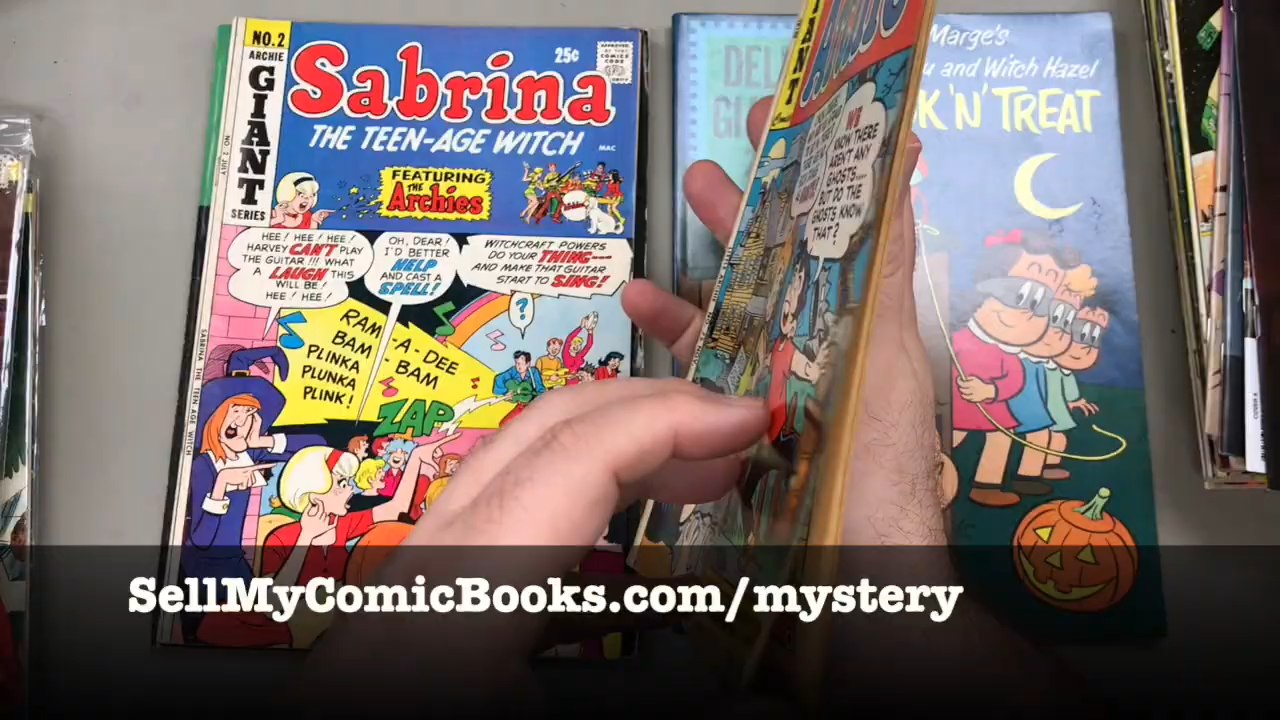 NO. 2
ARCHIE
GIANT
SERIES
NO. 2 JULY
SABRINA THE TEEN-AGE WITCH
25¢
APPROVED
BY THE
COMICS
CODE
Sabrina
THE TEEN-AGE WITCH
MAC
FEATURING
THE
Archies
HEE! HEE! HEE!
HARVEY CAN'T PLAY
THE GUITAR!!! WHAT
A LAUGH THIS
WILL BE!
HEE! HEE!
OH, DEAR!
I'D BETTER
HELP
AND CAST A
SPELL!
WITCHCRAFT POWERS
DO YOUR THING---
AND MAKE THAT GUITAR
START TO SING!
?
RAM-A-DEE
BAM-BAM
PLINKA
PLUNKA
PLINK!
ZAP
GIANT
WE
KNOW THERE
AREN'T ANY
GHOSTS----
BUT DO THE
GHOSTS KNOW
THAT?
DEL
GI
Marge's
u and Witch Hazel
K 'N' TREAT
SellMyComicBooks.com/mystery